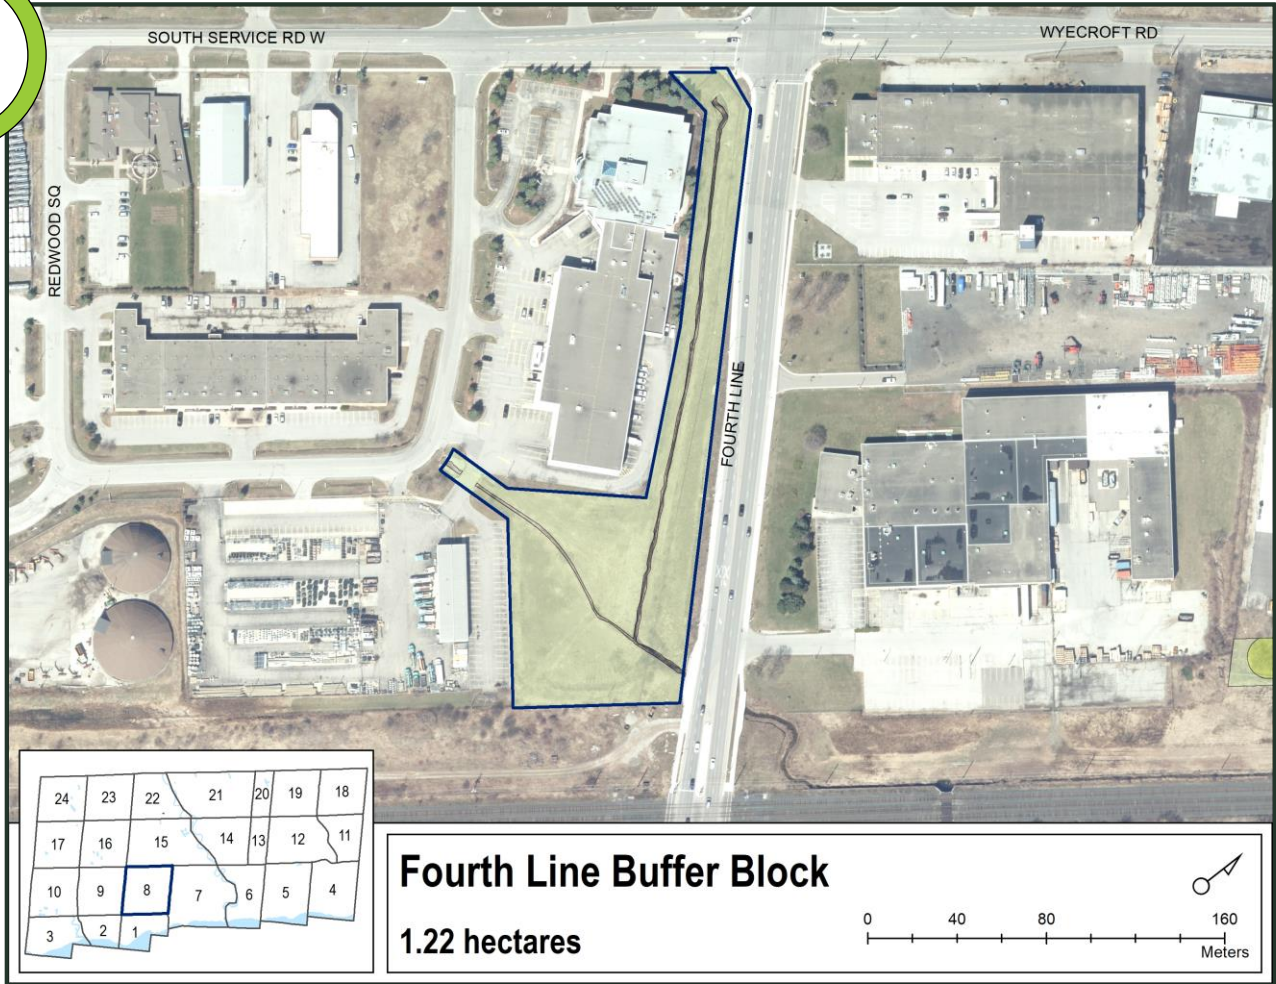 SOUTH SERVICE RD W
WYECROFT RD
REDWOOD SQ
FOURTH LINE
24 23 22 21 20 19 18
17 16 15 14 13 12 11
10 9 8 7 6 5 4
3 2 1
Fourth Line Buffer Block
1.22 hectares
0 40 80 160
Meters